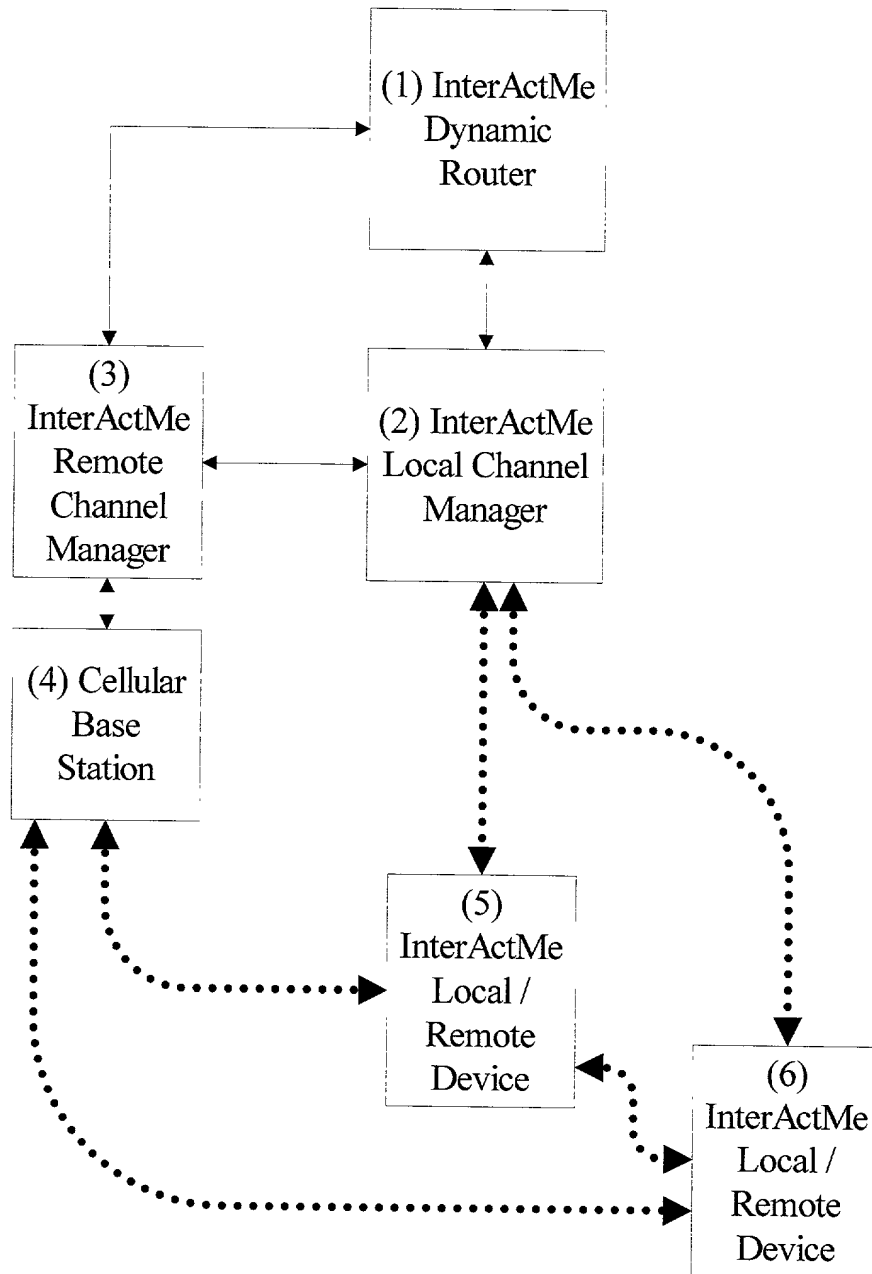 (1) InterActMe
Dynamic
Router
(3)
InterActMe
Remote
Channel
Manager
(2) InterActMe
Local Channel
Manager
(4) Cellular
Base
Station
(5)
InterActMe
Local /
Remote
Device
(6)
InterActMe
Local /
Remote
Device